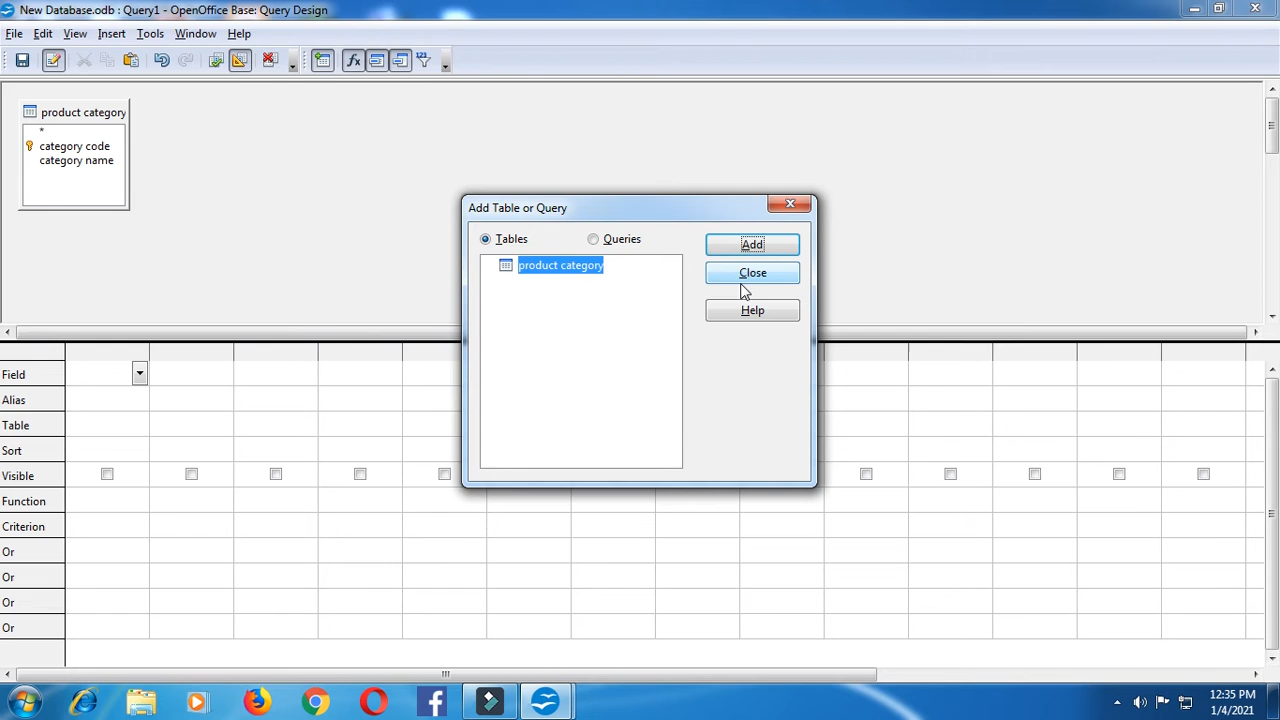 New Database.odb : Query1 - OpenOffice Base: Query Design
File Edit View Insert Tools Window Help
123
product category
*
category code
category name
Add Table or Query
Tables Queries
product category
Add
Close
Help
Field
Alias
Table
Sort
Visible
Function
Criterion
Or
Or
Or
Or
12:35 PM
1/4/2021